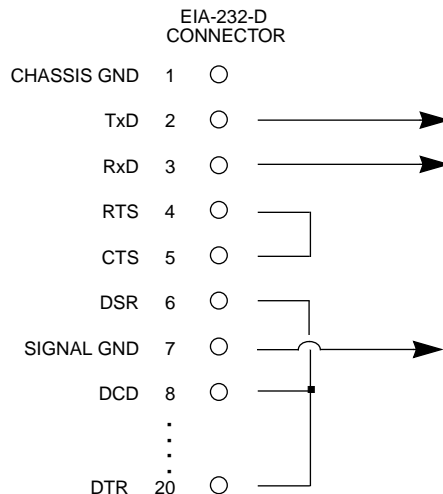 EIA-232-D
CONNECTOR
CHASSIS GND 1
TxD 2
RxD 3
RTS 4
CTS 5
DSR 6
SIGNAL GND 7
DCD 8
DTR 20